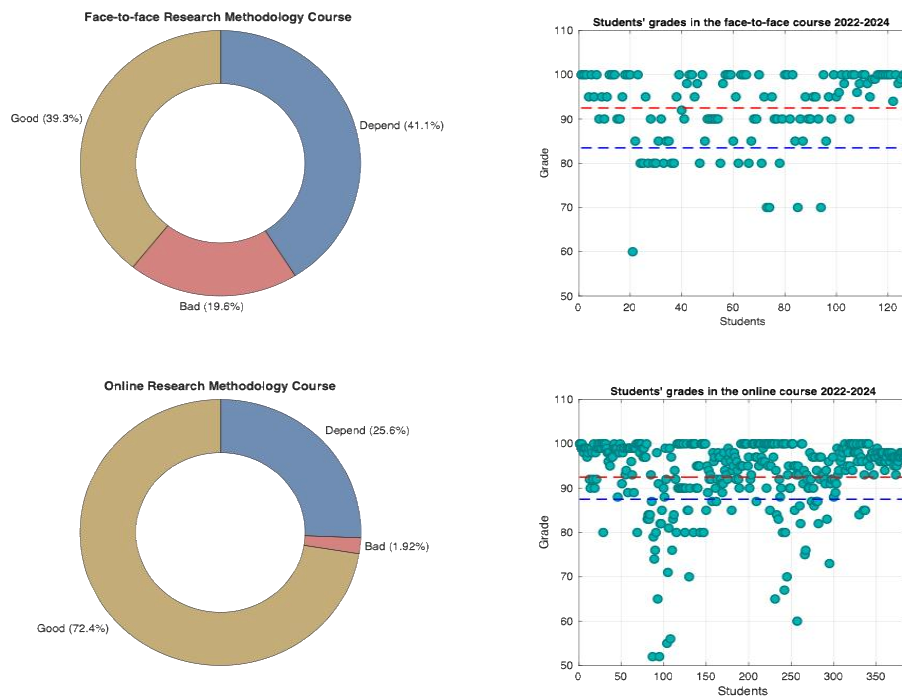 Face-to-face Research Methodology Course
Good (39.3%)
Depend (41.1%)
Bad (19.6%)
Students' grades in the face-to-face course 2022-2024
110
100
90
80
70
60
50
Grade
0 20 40 60 80 100 120
Students
Online Research Methodology Course
Depend (25.6%)
Bad (1.92%)
Good (72.4%)
Students' grades in the online course 2022-2024
110
100
90
80
70
60
50
Grade
0 50 100 150 200 250 300 350
Students